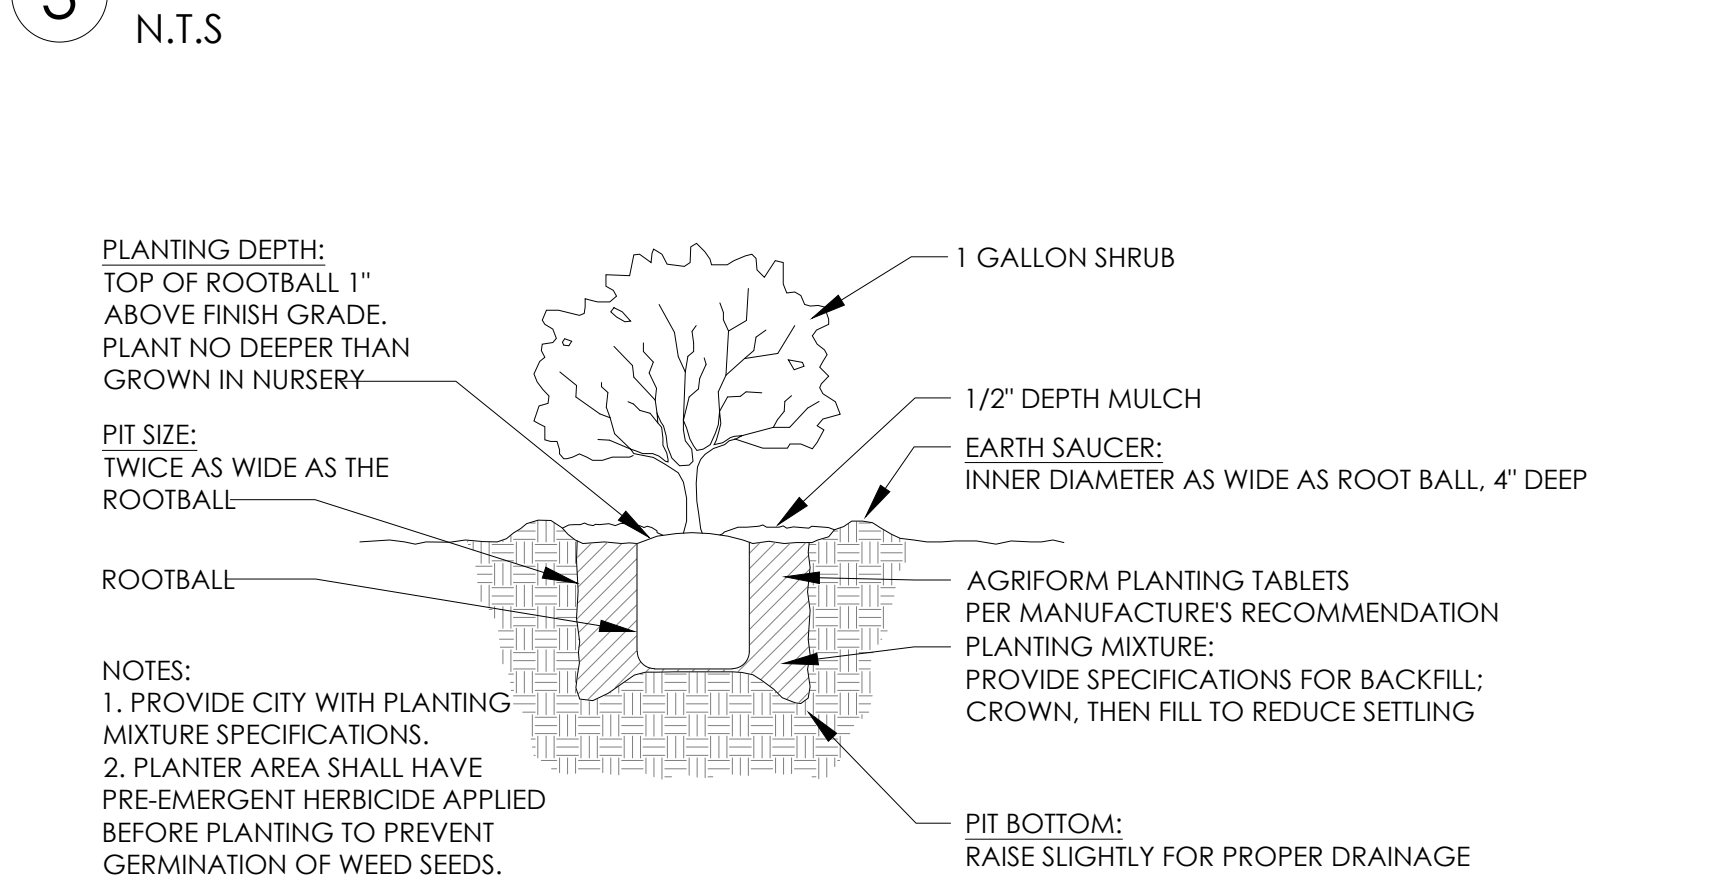 N.T.S
PLANTING DEPTH:
TOP OF ROOTBALL 1"
ABOVE FINISH GRADE.
PLANT NO DEEPER THAN
GROWN IN NURSERY
PIT SIZE:
TWICE AS WIDE AS THE
ROOTBALL
ROOTBALL
NOTES:
1. PROVIDE CITY WITH PLANTING
MIXTURE SPECIFICATIONS.
2. PLANTER AREA SHALL HAVE
PRE-EMERGENT HERBICIDE APPLIED
BEFORE PLANTING TO PREVENT
GERMINATION OF WEED SEEDS.
1 GALLON SHRUB
1/2" DEPTH MULCH
EARTH SAUCER:
INNER DIAMETER AS WIDE AS ROOT BALL, 4" DEEP
AGRIFORM PLANTING TABLETS
PER MANUFACTURE'S RECOMMENDATION
PLANTING MIXTURE:
PROVIDE SPECIFICATIONS FOR BACKFILL;
CROWN, THEN FILL TO REDUCE SETTLING
PIT BOTTOM:
RAISE SLIGHTLY FOR PROPER DRAINAGE